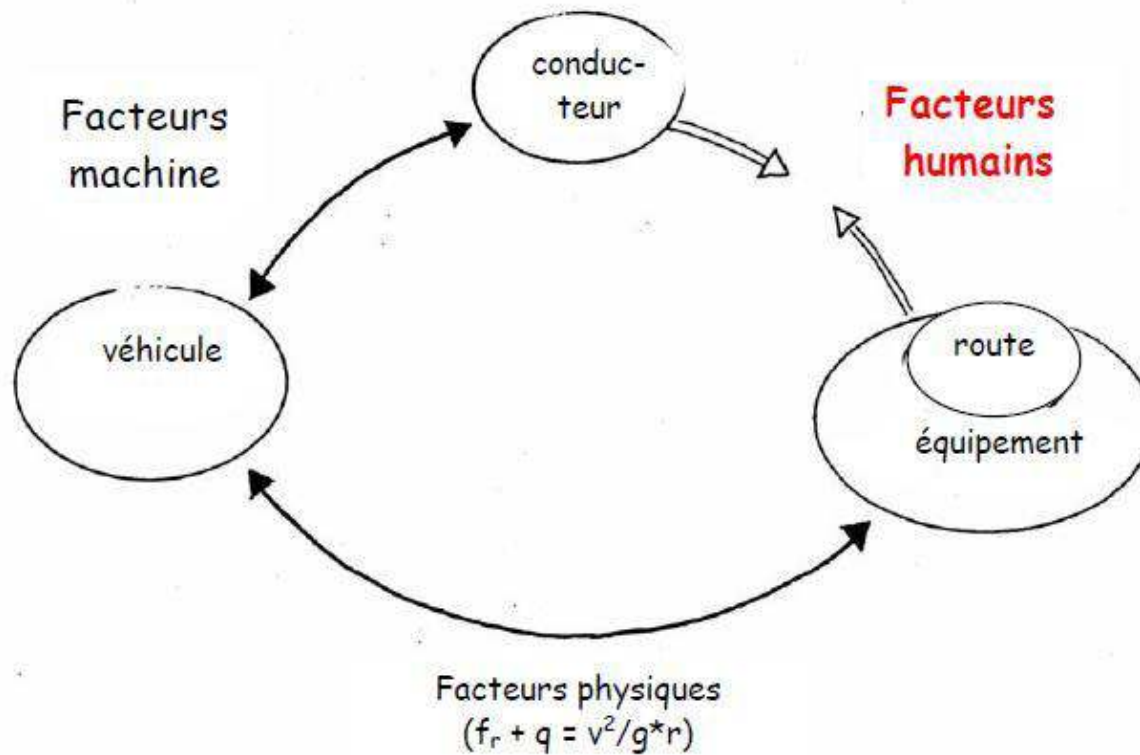 conduc-
teur
Facteurs
machine
Facteurs
humains
véhicule
route
équipement
Facteurs physiques
(fᵣ + q = v²/g*r)